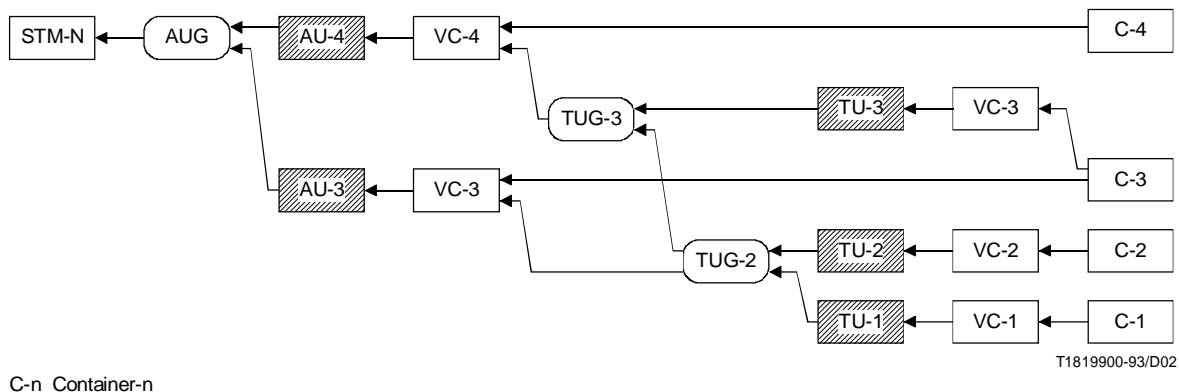 STM-N AUG AU-4 VC-4 C-4
TUG-3 TU-3 VC-3
AU-3 VC-3 C-3
TUG-2 TU-2 VC-2 C-2
TU-1 VC-1 C-1
T1819900-93/D02
C-n Container-n